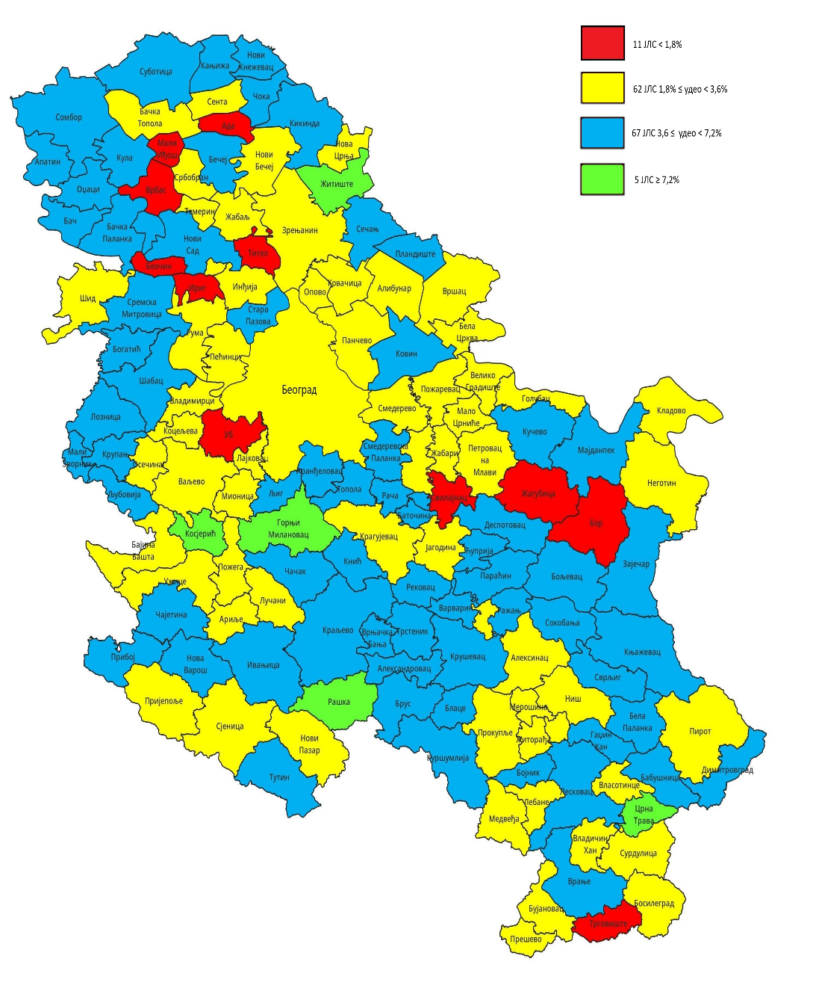 11 ЈЛС < 1,8%
62 ЈЛС 1,8% ≤ удео < 3,6%
67 ЈЛС 3,6 ≤ удео < 7,2%
5 ЈЛС ≥ 7,2%
Суботица
Кањижа
Нови
Кнежевац
Сента
Чока
Сомбор
Бачка
Топола
Ада
Кикинда
Апатин
Кула
Мали
Иђош
Бечеј
Нови
Бечеј
Нова
Црња
Житиште
Оџаци
Врбас
Србобран
Темерин
Жабаљ
Зрењанин
Сечањ
Бач
Бачка
Паланка
Нови
Сад
Тител
Пландиште
Беочин
Ириг
Инђија
Опово
Ковачица
Алибунар
Вршац
Шид
Сремска
Митровица
Стара
Пазова
Рума
Пећинци
Панчево
Бела
Црква
Ковин
Богатић
Шабац
Београд
Владимирци
Пожаревац
Велико
Градиште
Голубац
Кладово
Смедерево
Мало
Црниће
Лозница
Коцељева
Уб
Кучево
Мајданпек
Мали
Зворник
Крупањ
Осечина
Лајковац
Смедеревска
Паланка
Жабари
Петровац
на
Млави
Неготин
Ваљево
Мионица
Љиг
Аранђеловац
Топола
Рача
Свилајнац
Жагубица
Љубовија
Баточина
Деспотовац
Бор
Косјерић
Горњи
Милановац
Крагујевац
Јагодина
Ћуприја
Бајина
Башта
Зајечар
Пожега
Чачак
Кнић
Параћин
Бољевац
Ужице
Рековац
Лучани
Чајетина
Ариље
Варварин
Ражањ
Сокобања
Краљево
Врњачка
Бања
Трстеник
Прибој
Нова
Варош
Ивањица
Александровац
Крушевац
Алексинац
Књажевац
Сврљиг
Пријепоље
Рашка
Брус
Блаце
Мерошина
Ниш
Сјеница
Бела
Паланка
Пирот
Нови
Пазар
Прокупље
Житорађа
Гаџин
Хан
Тутин
Куршумлија
Бојник
Лесковац
Власотинце
Бабушница
Димитровград
Лебане
Медвеђа
Црна
Трава
Владичин
Хан
Сурдулица
Врање
Бујановац
Босилеград
Трговиште
Прешево